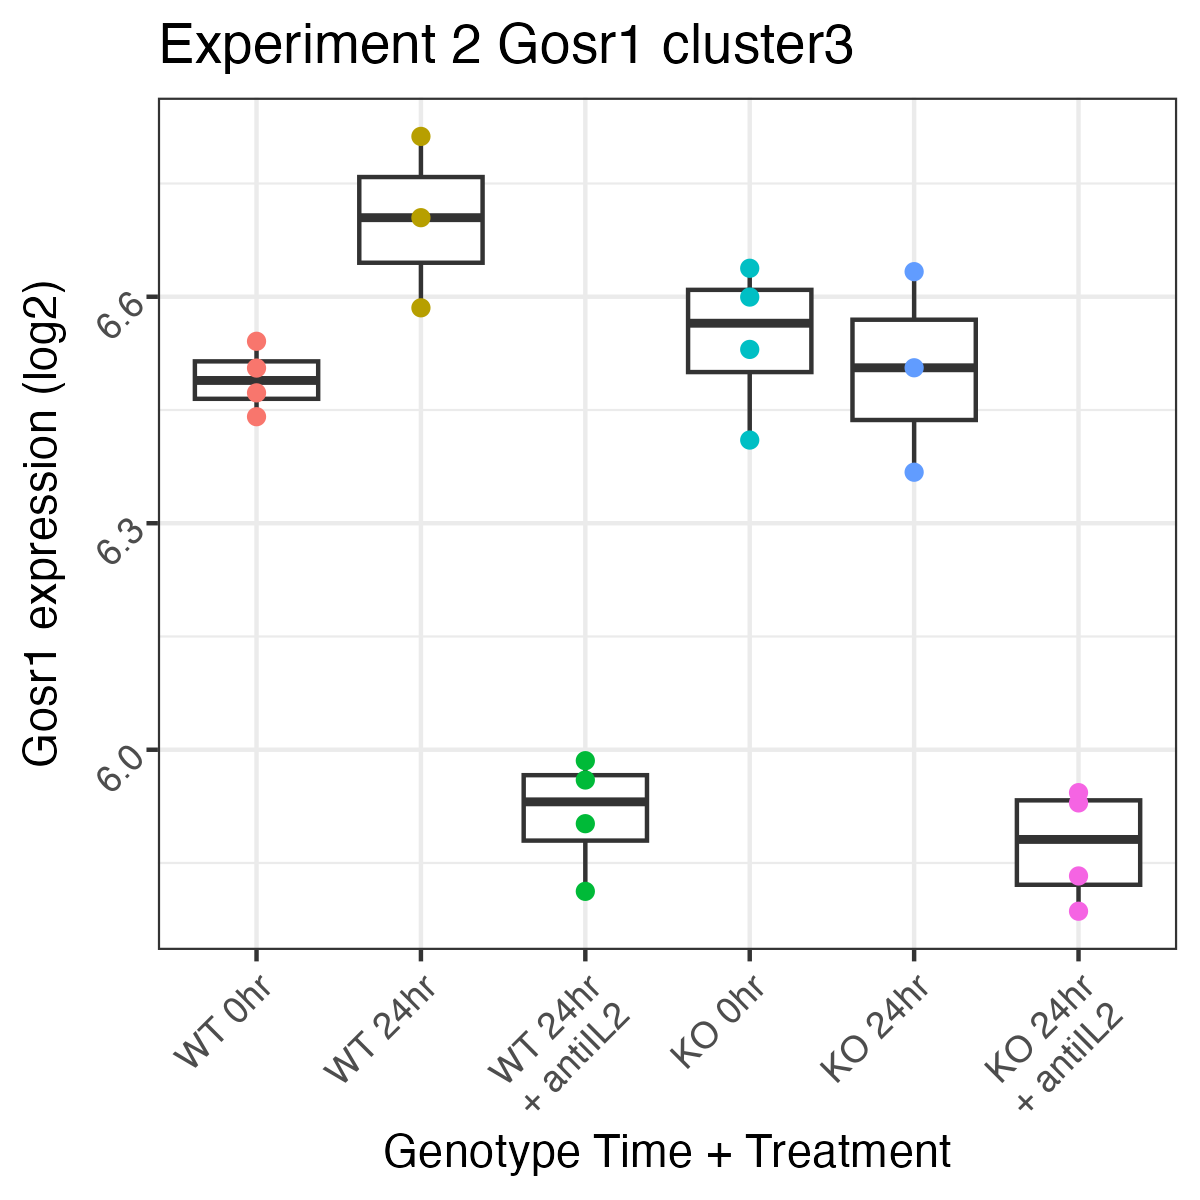 Experiment 2 Gosr1 cluster3
Gosr1 expression (log2)
6.6
6.3
6.0
WT 0hr
WT 24hr
WT 24hr
+ antiIL2
KO 0hr
KO 24hr
KO 24hr
+ antiIL2
Genotype Time + Treatment